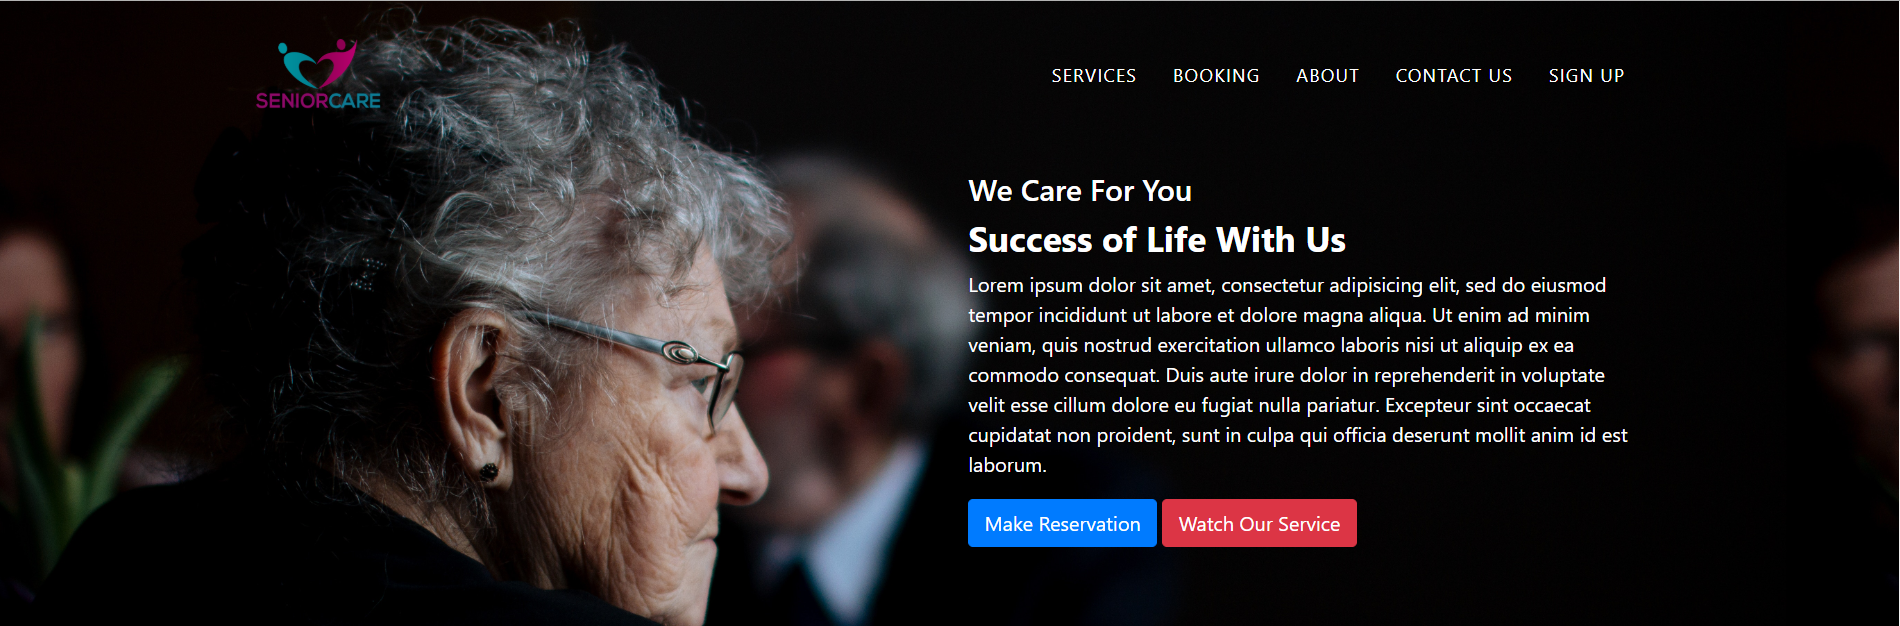 SENIORCARE
SERVICES BOOKING ABOUT CONTACT US SIGN UP
We Care For You
Success of Life With Us
Lorem ipsum dolor sit amet, consectetur adipisicing elit, sed do eiusmod
tempor incididunt ut labore et dolore magna aliqua. Ut enim ad minim
veniam, quis nostrud exercitation ullamco laboris nisi ut aliquip ex ea
commodo consequat. Duis aute irure dolor in reprehenderit in voluptate
velit esse cillum dolore eu fugiat nulla pariatur. Excepteur sint occaecat
cupidatat non proident, sunt in culpa qui officia deserunt mollit anim id est
laborum.
Make Reservation Watch Our Service